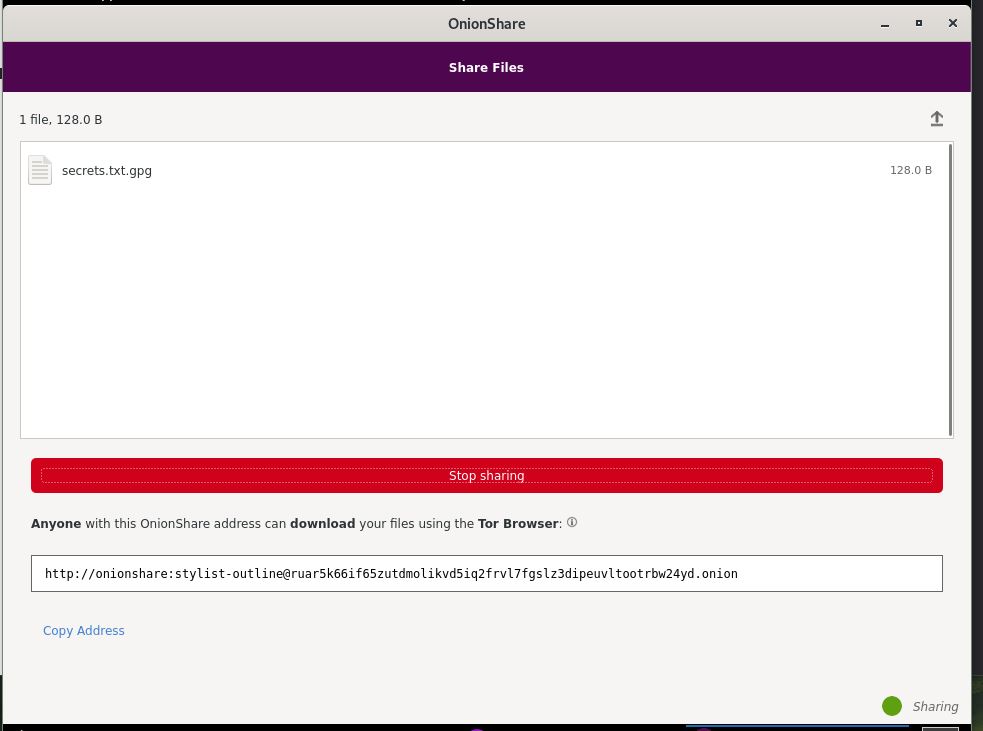 OnionShare
Share Files
1 file, 128.0 B
secrets.txt.gpg 128.0 B
Stop sharing
Anyone with this OnionShare address can download your files using the Tor Browser:
http://onionshare:stylist-outline@ruar5k66if65zutdmolikvd5iq2frvl7fgslz3dipeuvltootrbw24yd.onion
Copy Address
Sharing